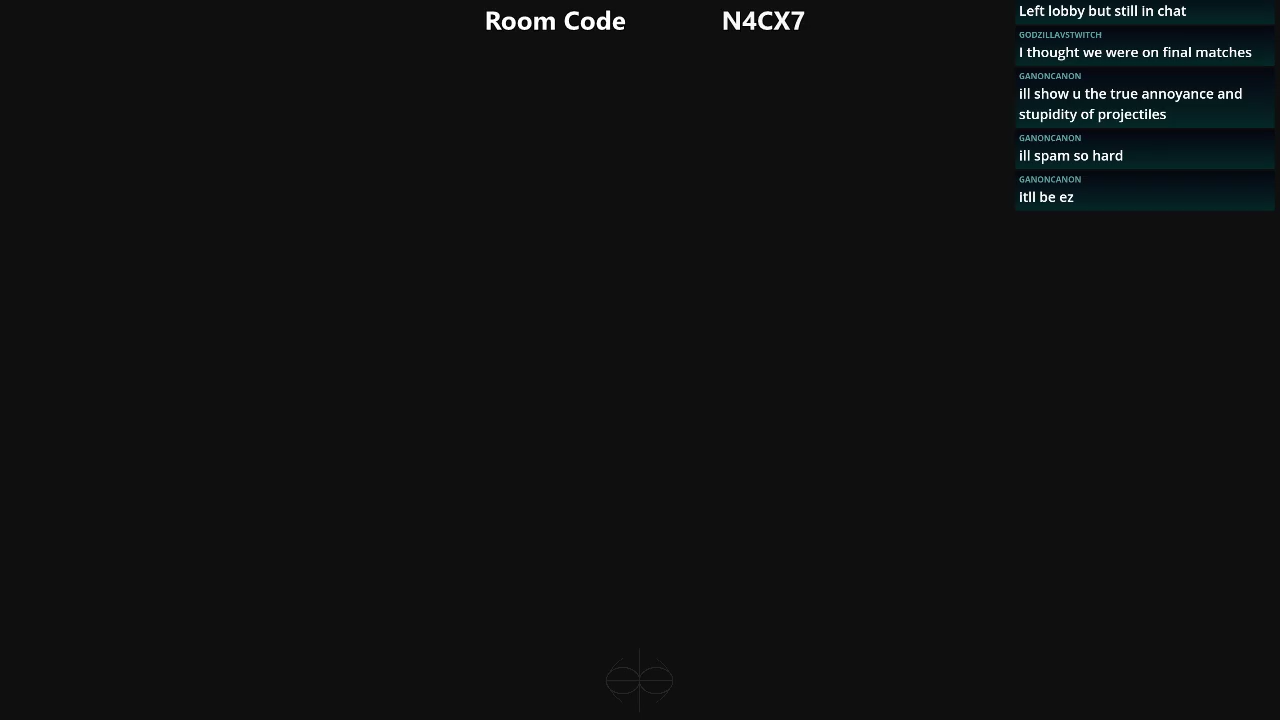 Room Code N4CX7
Left lobby but still in chat
GODZILLAVSTWITCH
I thought we were on final matches
GANONCANON
ill show u the true annoyance and
stupidity of projectiles
GANONCANON
ill spam so hard
GANONCANON
itll be ez